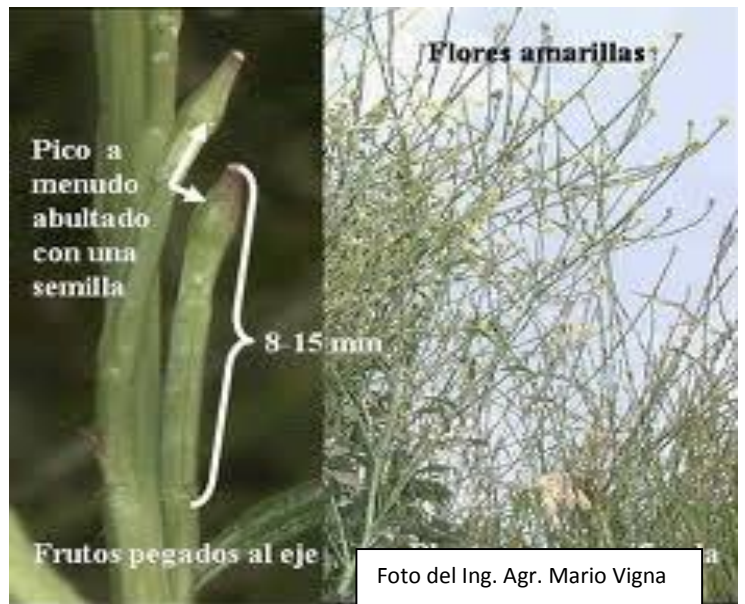 Flores amarillas
Pico a
menudo
abultado
con una
semilla
8-15 mm
Frutos pegados al eje
Foto del Ing. Agr. Mario Vigna